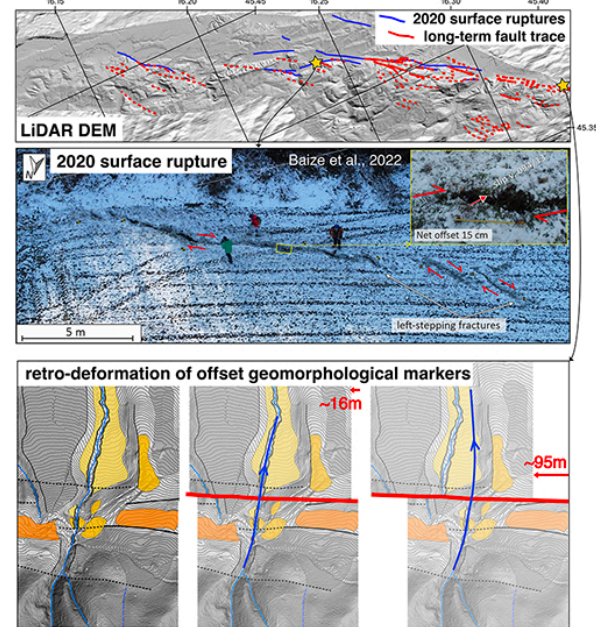 16.15 16.20 45.45 16.25 16.30 45.40
2020 surface ruptures
long-term fault trace
45.35
LiDAR DEM
N
2020 surface rupture
Baize et al., 2022
Net offset 15 cm
5 m
left-stepping fractures
retro-deformation of offset geomorphological markers
~16m
~95m